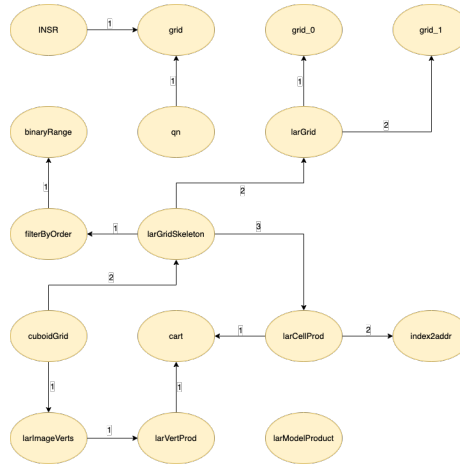 INSR
1
grid
grid_0
grid_1
1
1
2
binaryRange
qn
larGrid
1
2
filterByOrder
1
larGridSkeleton
3
2
cuboidGrid
cart
1
larCellProd
2
index2addr
1
1
larImageVerts
1
larVertProd
larModelProduct